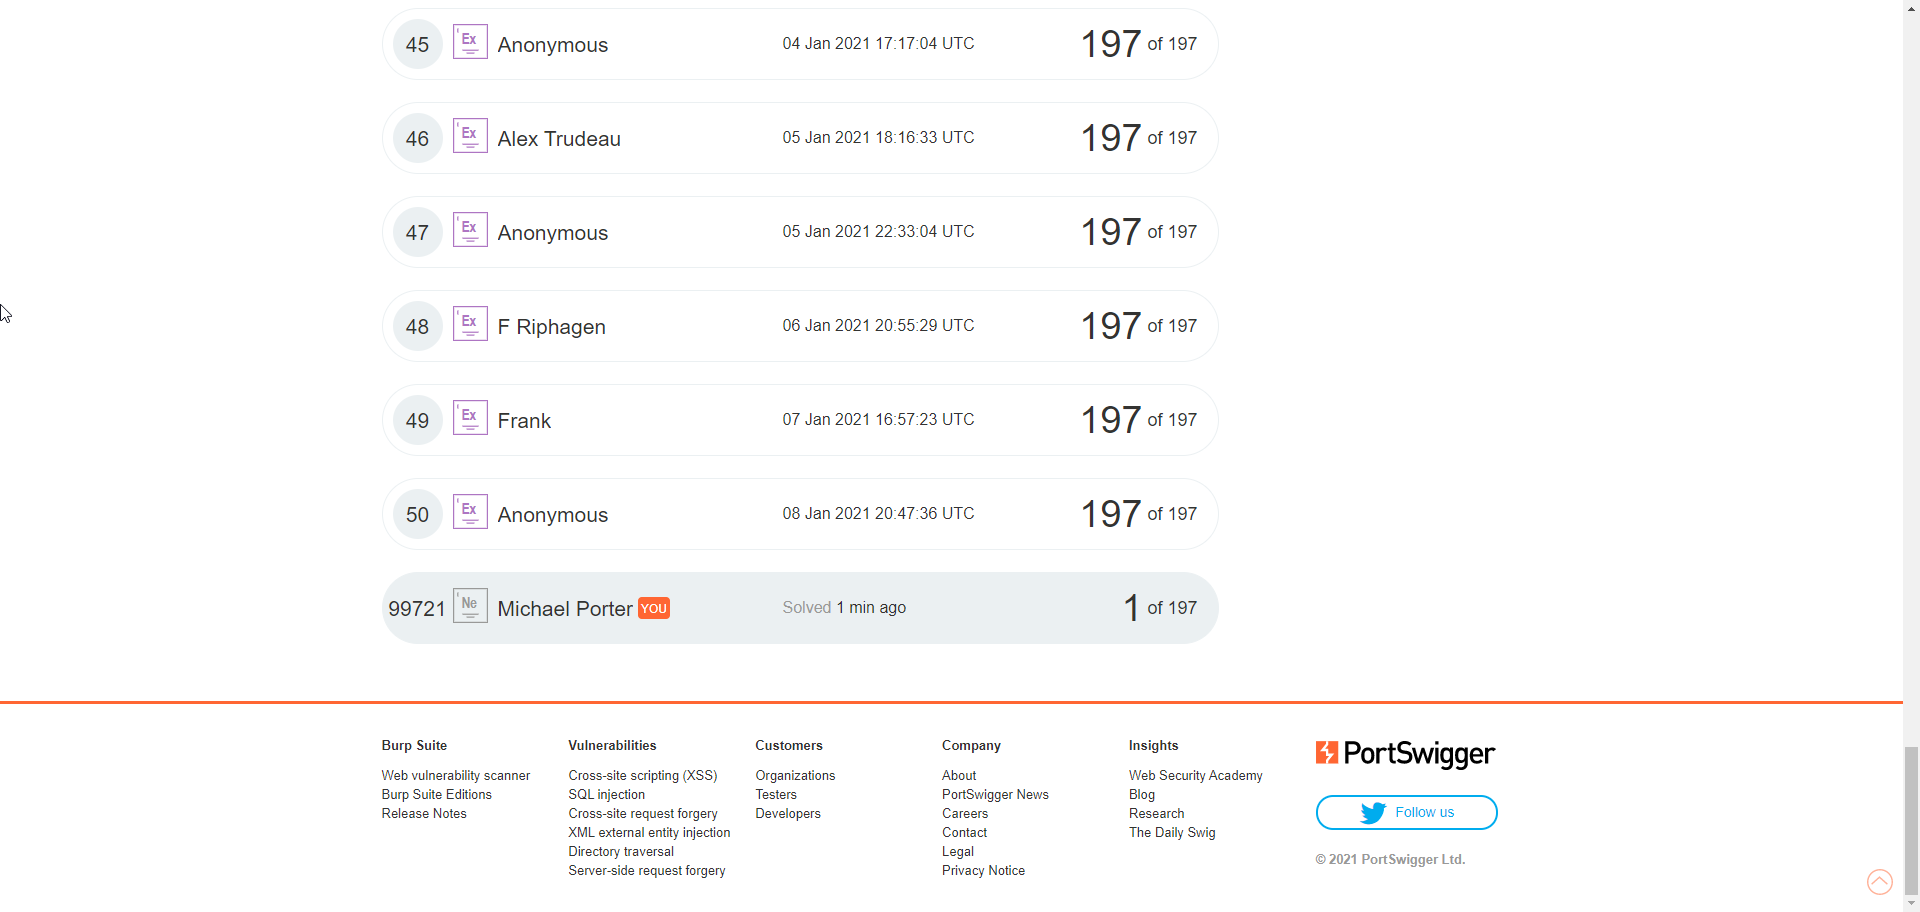 45 Ex Anonymous 04 Jan 2021 17:17:04 UTC 197 of 197
46 Ex Alex Trudeau 05 Jan 2021 18:16:33 UTC 197 of 197
47 Ex Anonymous 05 Jan 2021 22:33:04 UTC 197 of 197
48 Ex F Riphagen 06 Jan 2021 20:55:29 UTC 197 of 197
49 Ex Frank 07 Jan 2021 16:57:23 UTC 197 of 197
50 Ex Anonymous 08 Jan 2021 20:47:36 UTC 197 of 197
99721 Ne Michael Porter YOU Solved 1 min ago 1 of 197
Burp Suite
Web vulnerability scanner
Burp Suite Editions
Release Notes
Vulnerabilities
Cross-site scripting (XSS)
SQL injection
Cross-site request forgery
XML external entity injection
Directory traversal
Server-side request forgery
Customers
Organizations
Testers
Developers
Company
About
PortSwigger News
Careers
Contact
Legal
Privacy Notice
Insights
Web Security Academy
Blog
Research
The Daily Swig
PortSwigger
Follow us
© 2021 PortSwigger Ltd.